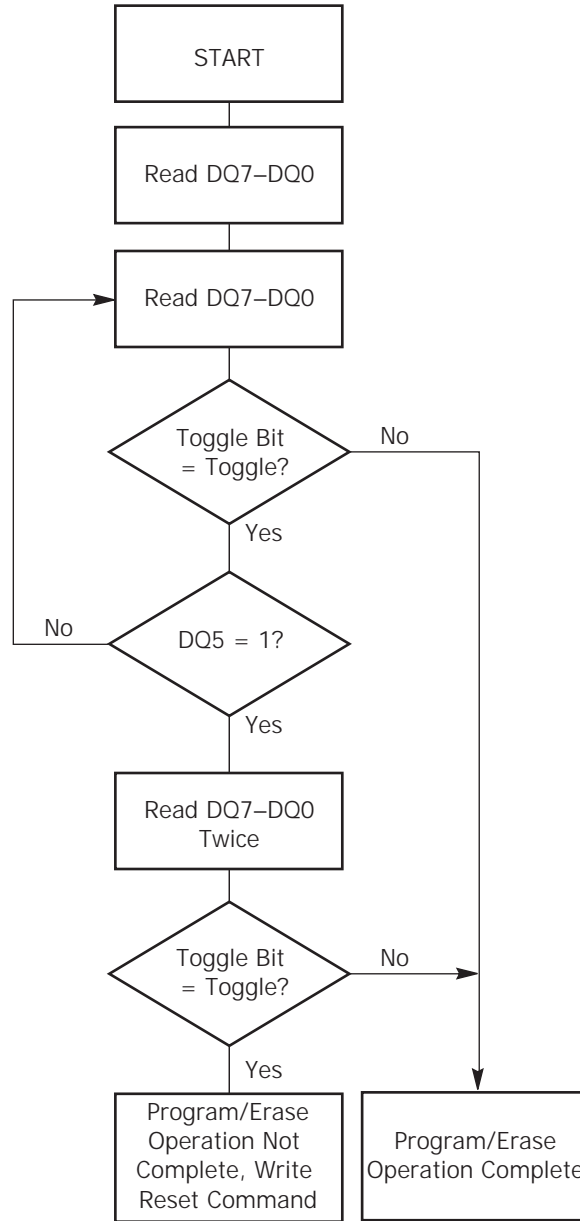 START
Read DQ7–DQ0
Read DQ7–DQ0
Toggle Bit
= Toggle?
No
Yes
No
DQ5 = 1?
Yes
Read DQ7–DQ0
Twice
Toggle Bit
= Toggle?
No
Yes
Program/Erase
Operation Not
Complete, Write
Reset Command
Program/Erase
Operation Complete